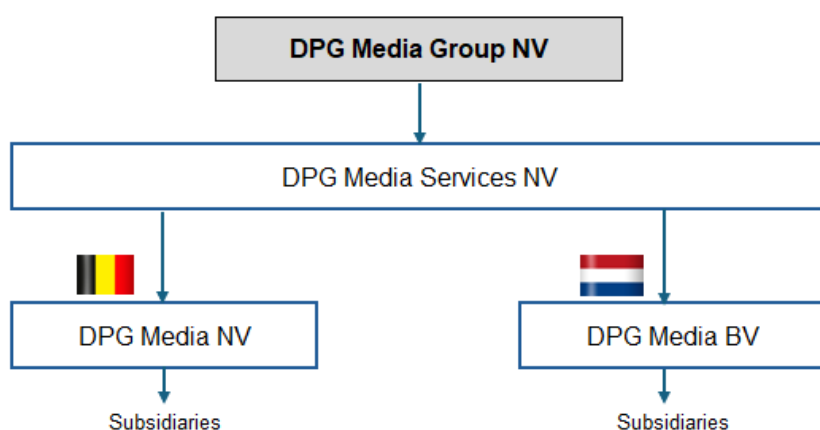 DPG Media Group NV
DPG Media Services NV
DPG Media NV
DPG Media BV
Subsidiaries
Subsidiaries